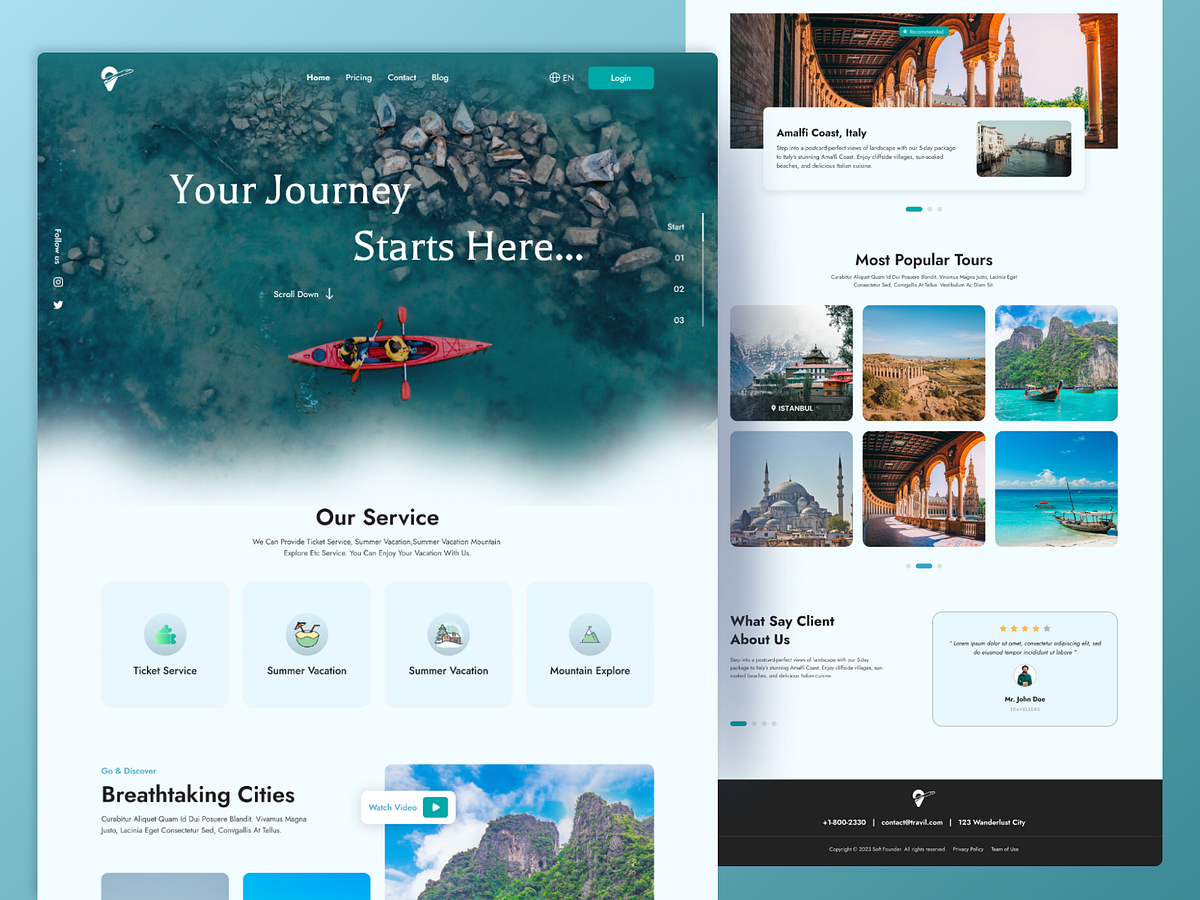 Home
Pricing
Contact
Blog
EN
Login
Your Journey
Starts Here...
Follow us
Scroll Down
Start
01
02
03
Our Service
We Can Provide Ticket Service, Summer Vacation,Summer Vacation Mountain
Explore Etc Service. You Can Enjoy Your Vacation With Us.
Ticket Service
Summer Vacation
Summer Vacation
Mountain Explore
Go & Discover
Breathtaking Cities
Curabitur Aliquet Quam Id Dui Posuere Blandit. Vivamus Magna
Justo, Lacinia Eget Consectetur Sed, Convgallis At Tellus.
Watch Video
Recommended
Amalfi Coast, Italy
Step into a postcard-perfect views of landscape with our 5-day package
to Italy's stunning Amalfi Coast. Enjoy cliffside villages, sun-soaked
beaches, and delicious Italian cuisine.
Most Popular Tours
Curabitur Aliquet Quam Id Dui Posuere Blandit. Vivamus Magna Justo, Lacinia Eget
Consectetur Sed, Convgallis At Tellus. Vestibulum Ac Diam Sit.
ISTANBUL
What Say Client
About Us
Step into a postcard-perfect views of landscape with our 5-day
package to Italy's stunning Amalfi Coast. Enjoy cliffside villages, sun-
soaked beaches, and delicious Italian cuisine.
" Lorem ipsum dolor sit amet, consectetur adipiscing elit, sed
do eiusmod tempor incididunt ut labore "
Mr. John Doe
TRAVELLERS
+1-800-2330 | contact@travil.com | 123 Wanderlust City
Copyright © 2023 Soft Founder. All rights reserved
Privacy Policy
Team of Use